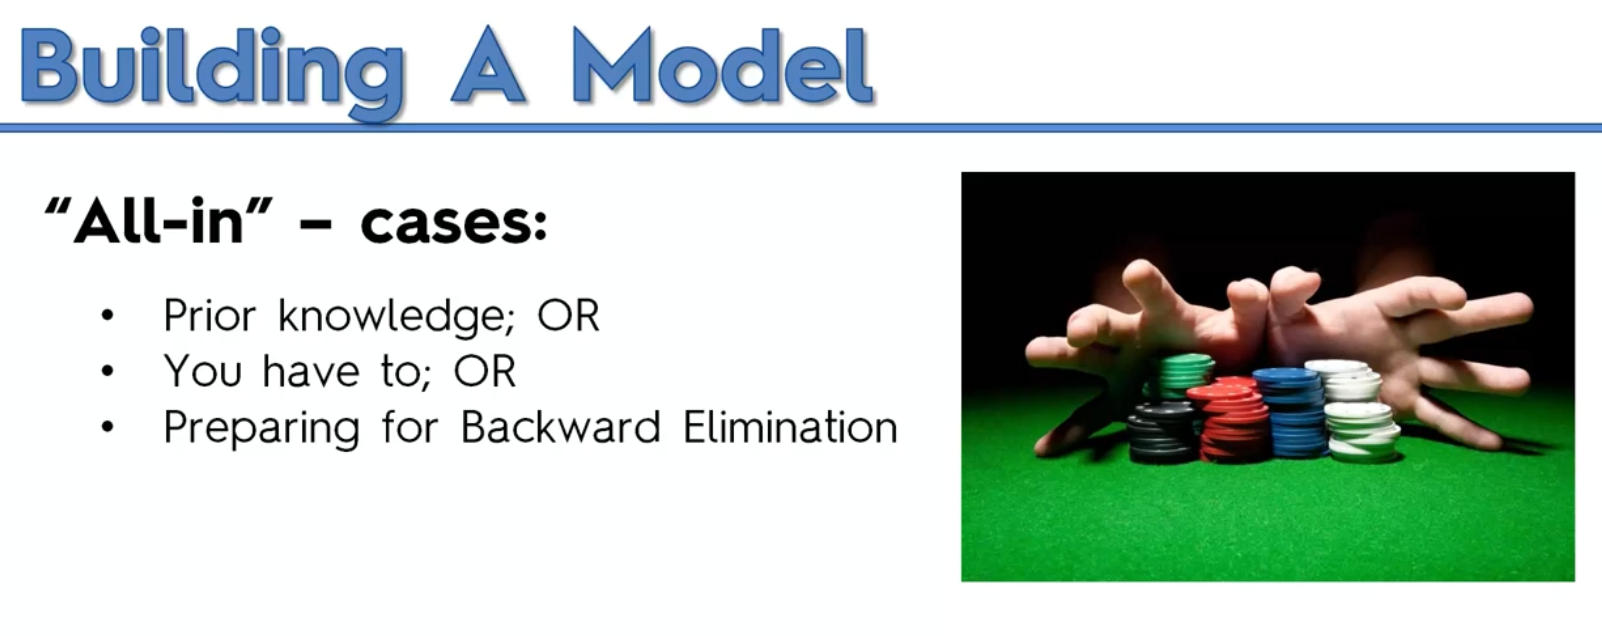 Building A Model
“All-in” – cases:
• Prior knowledge; OR
• You have to; OR
• Preparing for Backward Elimination